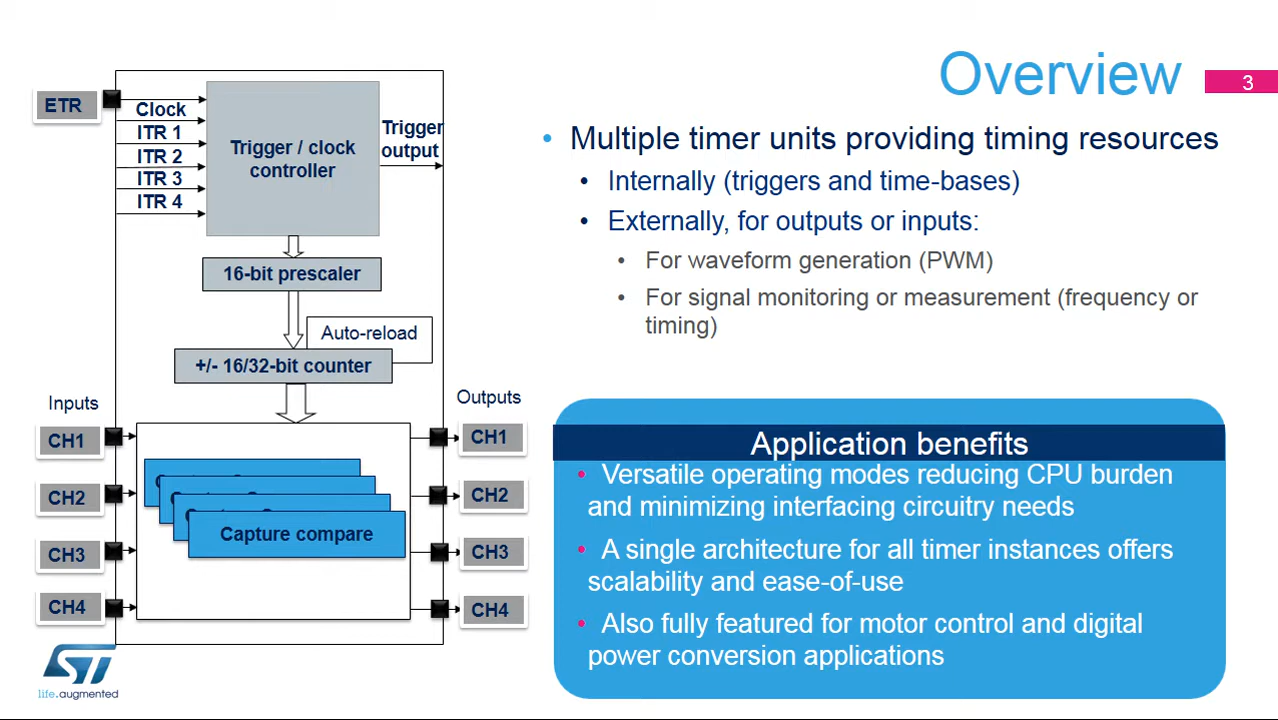 Overview
3
ETR
Clock
ITR 1
ITR 2
ITR 3
ITR 4
Trigger / clock
controller
Trigger
output
16-bit prescaler
Auto-reload
+/- 16/32-bit counter
Inputs
Outputs
CH1
CH2
CH3
CH4
Capture compare
CH1
CH2
CH3
CH4
• Multiple timer units providing timing resources
• Internally (triggers and time-bases)
• Externally, for outputs or inputs:
• For waveform generation (PWM)
• For signal monitoring or measurement (frequency or
timing)
Application benefits
• Versatile operating modes reducing CPU burden
and minimizing interfacing circuitry needs
• A single architecture for all timer instances offers
scalability and ease-of-use
• Also fully featured for motor control and digital
power conversion applications
ST
life.augmented